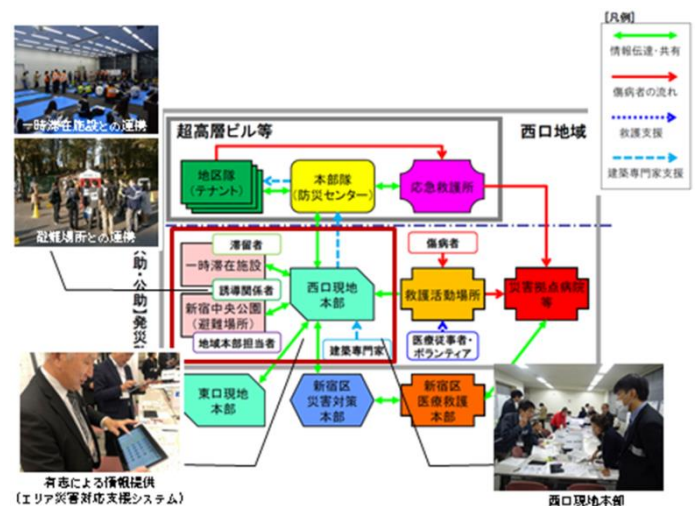 [凡例]
情報伝達・共有
傷病者の流れ
救護支援
建築専門家支援
一時滞在施設との連携
避難場所との連携
超高層ビル等
西口地域
地区隊
(テナント)
本部隊
(防災センター)
応急救護所
助・公助】発災
滞留者
一時滞在施設
誘導関係者
新宿中央公園
(避難場所)
地域本部担当者
西口現地
本部
建築専門家
傷病者
救護活動場所
医療従事者・
ボランティア
災害拠点病院
等
東口現地
本部
新宿区
災害対策
本部
新宿区
医療救護
本部
有志による情報提供
(エリア災害対応支援システム)
西口現地本部